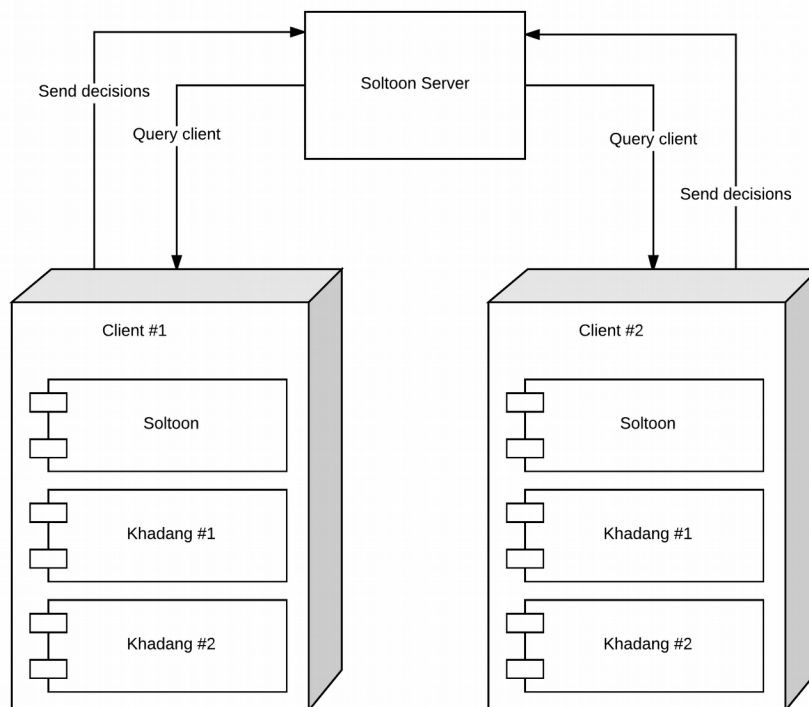 Soltoon Server
Send decisions
Query client
Query client
Send decisions
Client #1
Soltoon
Khadang #1
Khadang #2
Client #2
Soltoon
Khadang #1
Khadang #2